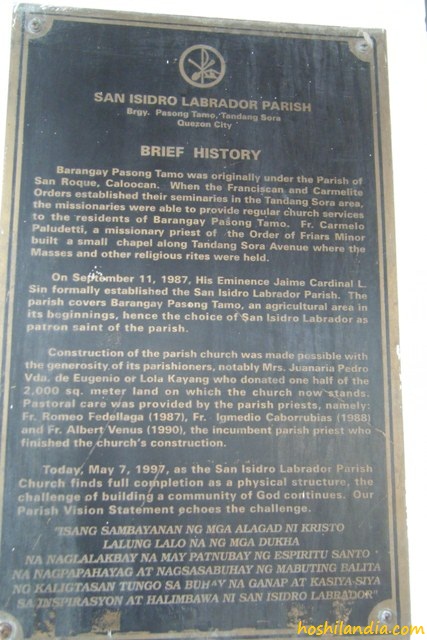 SAN ISIDRO LABRADOR PARISH
Brgy. Pasong Tamo, Tandang Sora
Quezon City
BRIEF HISTORY
Barangay Pasong Tamo was originally under the Parish of
San Roque, Caloocan. When the Franciscan and Carmelite
Orders established their seminaries in the Tandang Sora area,
the missionaries were able to provide regular church services
to the residents of Barangay Pasong Tamo. Fr. Carmelo
Paludetti, a missionary priest of the Order of Friars Minor
built a small chapel along Tandang Sora Avenue where the
Masses and other religious rites were held.
On September 11, 1987, His Eminence Jaime Cardinal L.
Sin formally established the San Isidro Labrador Parish. The
parish covers Barangay Pasong Tamo, an agricultural area in
its beginnings, hence the choice of San Isidro Labrador as
patron saint of the parish.
Construction of the parish church was made possible with
the generosity of its parishioners, notably Mrs. Juanaria Pedro
Vda. de Eugenio or Lola Kayang who donated one half of the
2,000 sq. meter land on which the church now stands.
Pastoral care was provided by the parish priests, namely:
Fr. Romeo Fedellaga (1987), Fr. Igmedio Caborrubias (1988)
and Fr. Albert Venus (1990), the incumbent parish priest who
finished the church's construction.
Today, May 7, 1997, as the San Isidro Labrador Parish
Church finds full completion as a physical structure, the
challenge of building a community of God continues. Our
Parish Vision Statement echoes the challenge.
"ISANG SAMBAYANAN NG MGA ALAGAD NI KRISTO
LALUNG LALO NA NG MGA DUKHA
NA NAGLALAKBAY NA MAY PATNUBAY NG ESPIRITU SANTO
NA NAGPAPAHAYAG AT NAGSASABUHAY NG MABUTING BALITA
NG KALIGTASAN TUNGO SA BUHAY NA GANAP AT KASIYA-SIYA
SA INSPIRASYON AT HALIMBAWA NI SAN ISIDRO LABRADOR"
hoshilandia.com